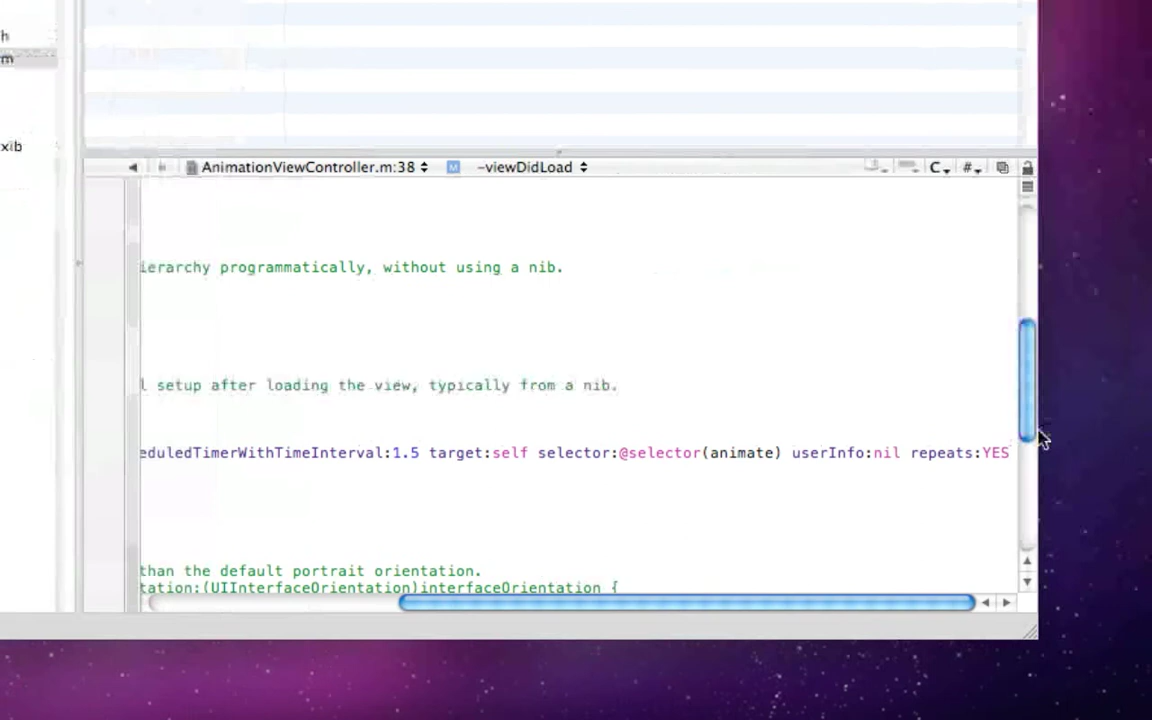 h
m
xib
AnimationViewController.m:38 M -viewDidLoad C #
ierarchy programmatically, without using a nib.
l setup after loading the view, typically from a nib.
eduledTimerWithTimeInterval:1.5 target:self selector:@selector(animate) userInfo:nil repeats:YES
than the default portrait orientation.
tation:(UIInterfaceOrientation)interfaceOrientation {